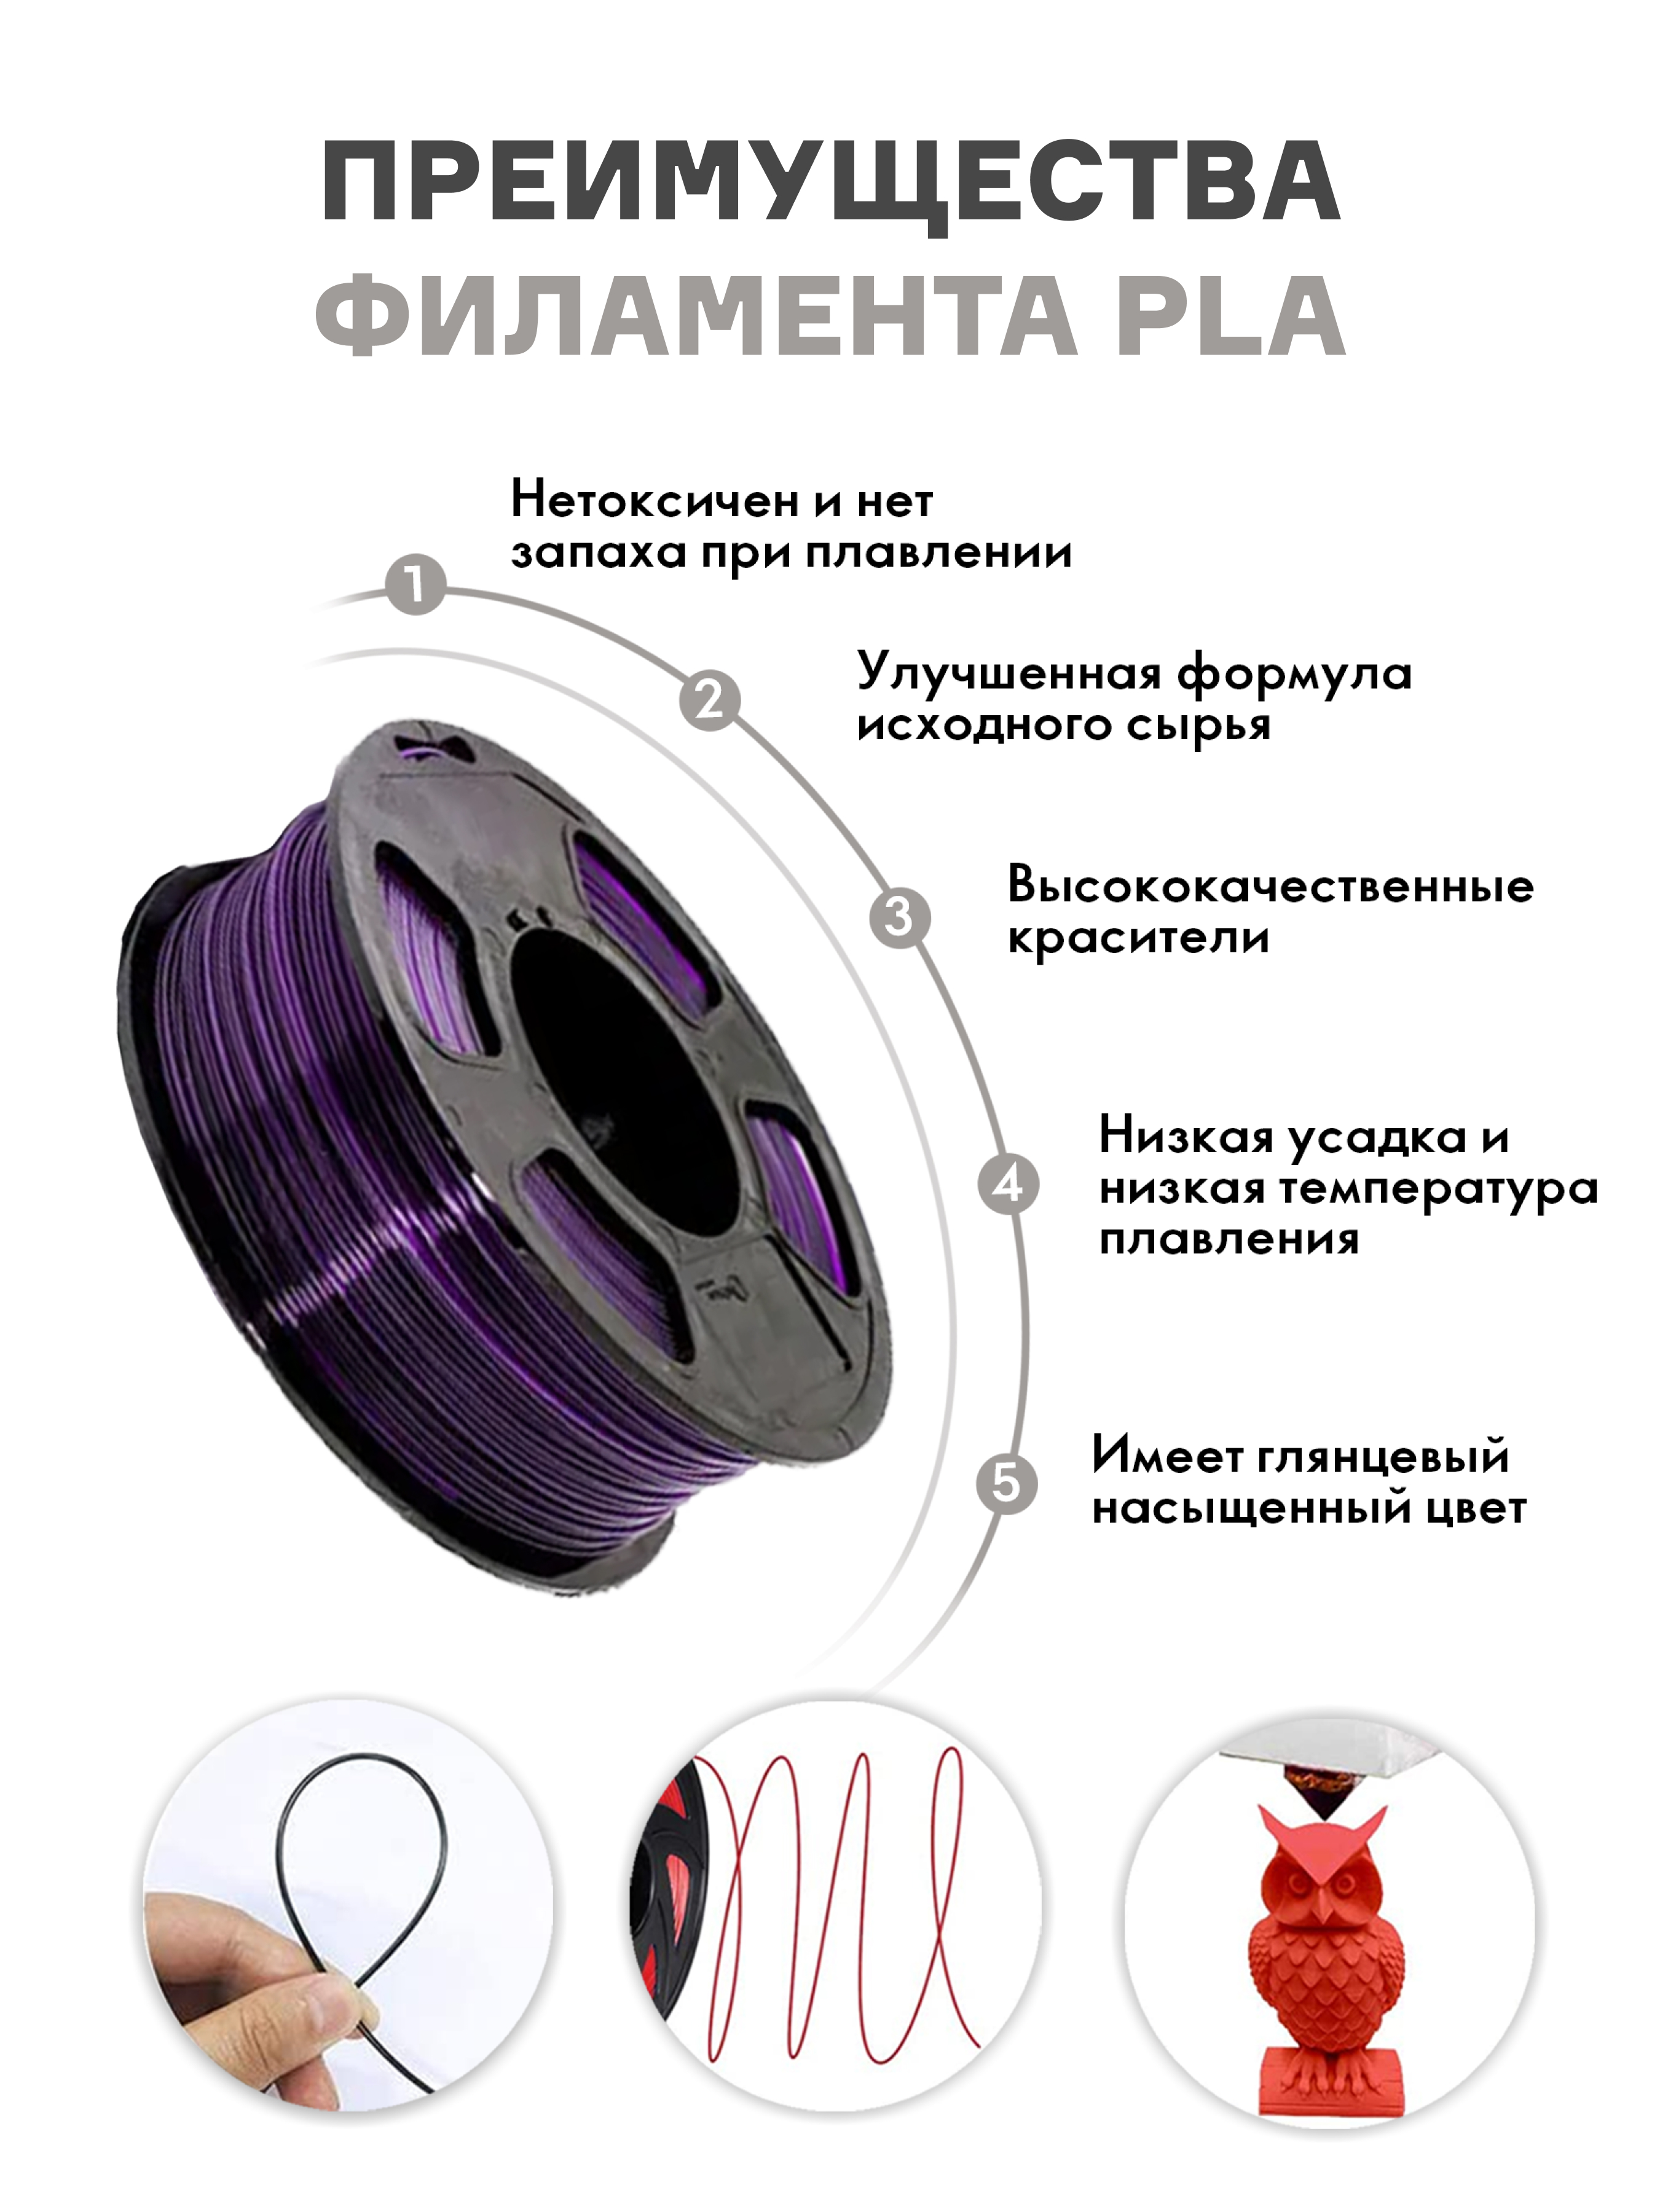 ПРЕИМУЩЕСТВА
ФИЛАМЕНТА PLA
1
Нетоксичен и нет
запаха при плавлении
2
Улучшенная формула
исходного сырья
3
Высококачественные
красители
4
Низкая усадка и
низкая температура
плавления
5
Имеет глянцевый
насыщенный цвет